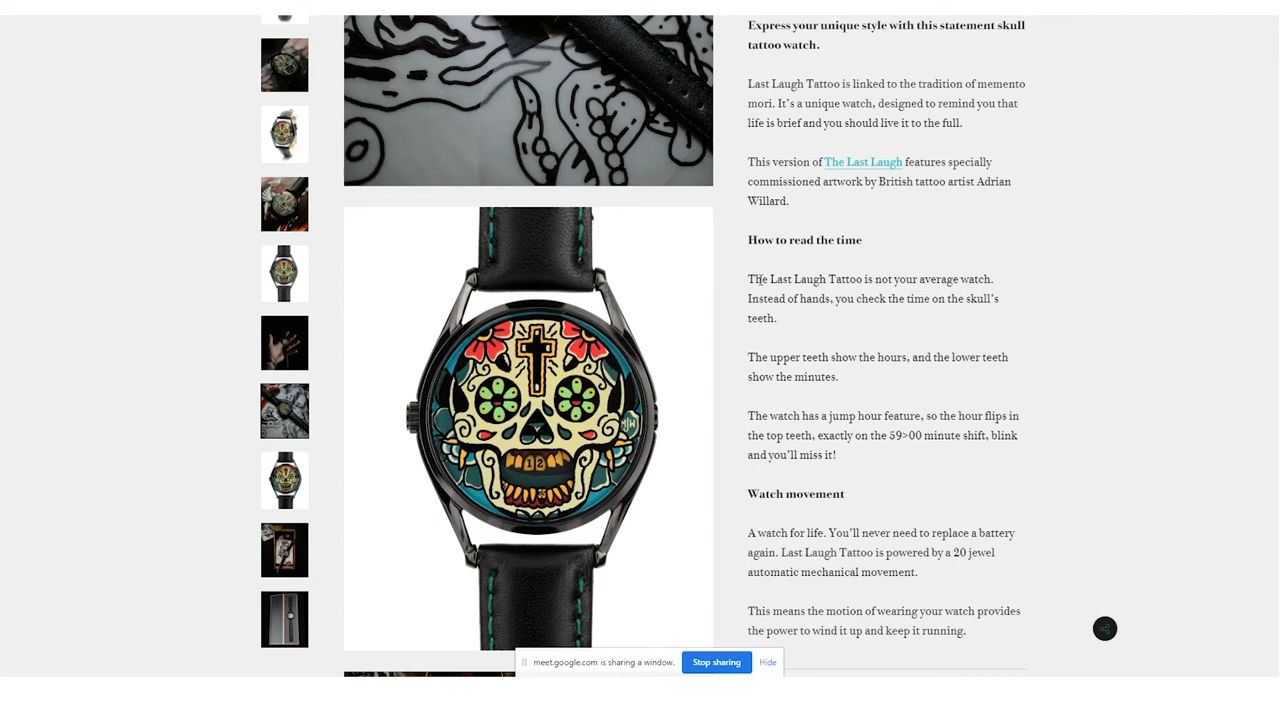 Express your unique style with this statement skull
tattoo watch.
Last Laugh Tattoo is linked to the tradition of memento
mori. It's a unique watch, designed to remind you that
life is brief and you should live it to the full.
This version of The Last Laugh features specially
commissioned artwork by British tattoo artist Adrian
Willard.
How to read the time
The Last Laugh Tattoo is not your average watch.
Instead of hands, you check the time on the skull's
teeth.
The upper teeth show the hours, and the lower teeth
show the minutes.
The watch has a jump hour feature, so the hour flips in
the top teeth, exactly on the 59>00 minute shift, blink
and you'll miss it!
Watch movement
A watch for life. You'll never need to replace a battery
again. Last Laugh Tattoo is powered by a 20 jewel
automatic mechanical movement.
This means the motion of wearing your watch provides
the power to wind it up and keep it running.
MJW
12
35
meet.google.com is sharing a window.
Stop sharing
Hide